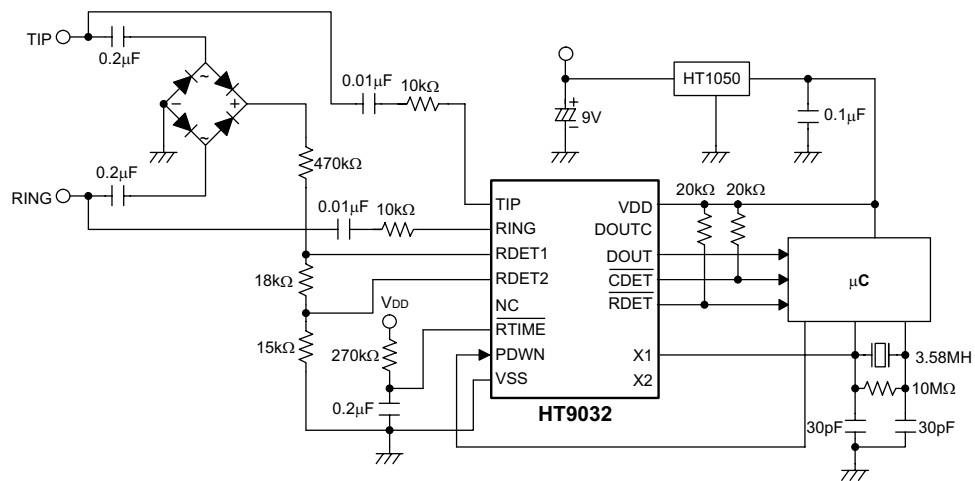 TIP
0.2µF
~
−
+
~
RING
0.2µF
0.01µF
10kΩ
470kΩ
0.01µF
10kΩ
18kΩ
15kΩ
VDD
270kΩ
0.2µF
+
−
9V
HT1050
0.1µF
20kΩ
20kΩ
TIP
RING
RDET1
RDET2
NC
RTIME
PDWN
VSS
VDD
DOUTC
DOUT
CDET
RDET
X1
X2
HT9032
µC
3.58MH
10MΩ
30pF
30pF